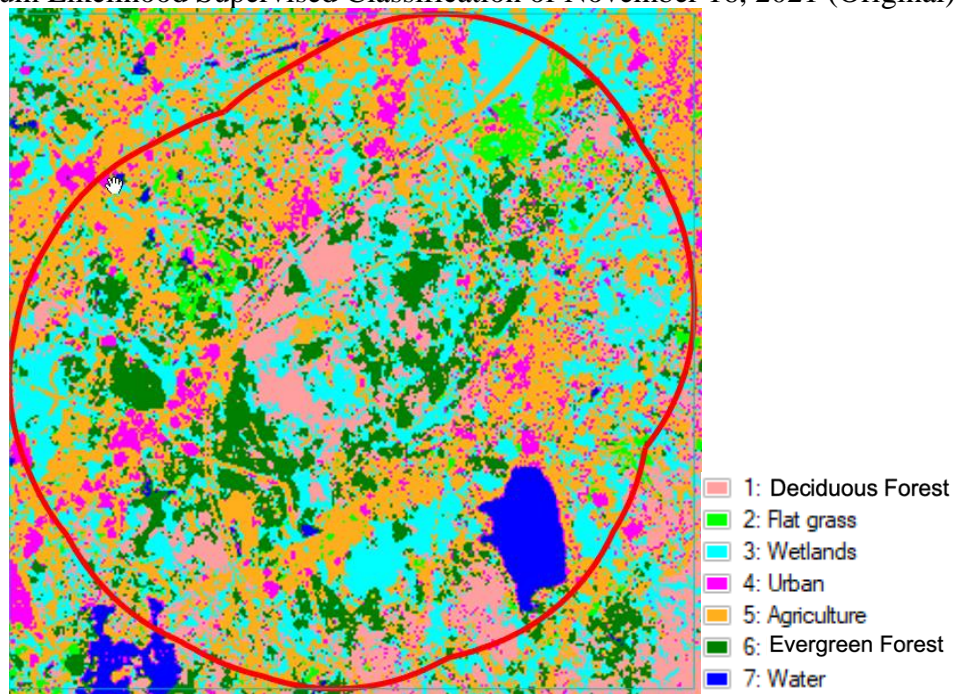 Likelihood Supervised Classification of November 18, 2021 (Original)
1: Deciduous Forest
2: Flat grass
3: Wetlands
4: Urban
5: Agriculture
6: Evergreen Forest
7: Water